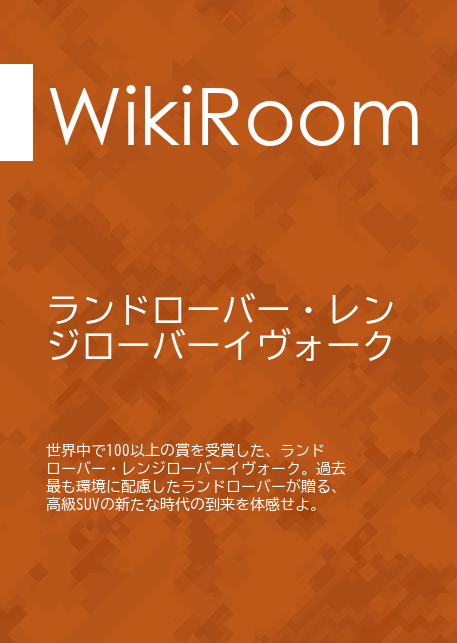 WikiRoom
ランドローバー・レン
ジローバーイヴォーク
世界中で100以上の賞を受賞した、ランド
ローバー・レンジローバーイヴォーク。過去
最も環境に配慮したランドローバーが贈る、
高級SUVの新たな時代の到来を体感せよ。